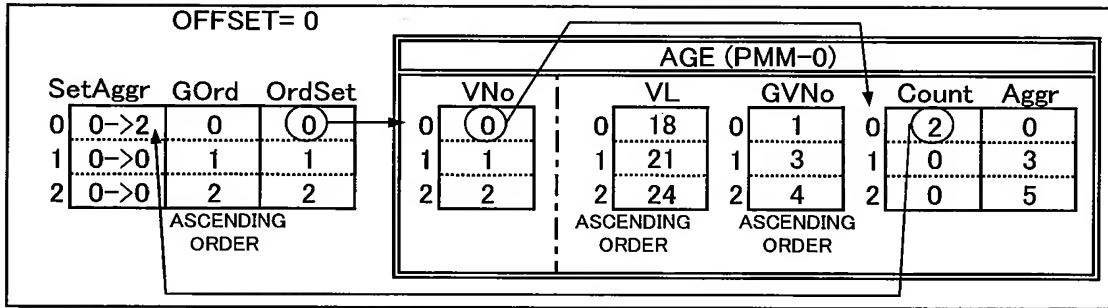 OFFSET= 0
AGE (PMM-0)
SetAggr GOrd OrdSet VNo VL GVNo Count Aggr
0 0->2 0 0 0 0 0 18 0 1 0 2 0
1 0->0 1 1 1 1 1 21 1 3 1 0 3
2 0->0 2 2 2 2 2 24 2 4 2 0 5
ASCENDING ORDER ASCENDING ORDER ASCENDING ORDER